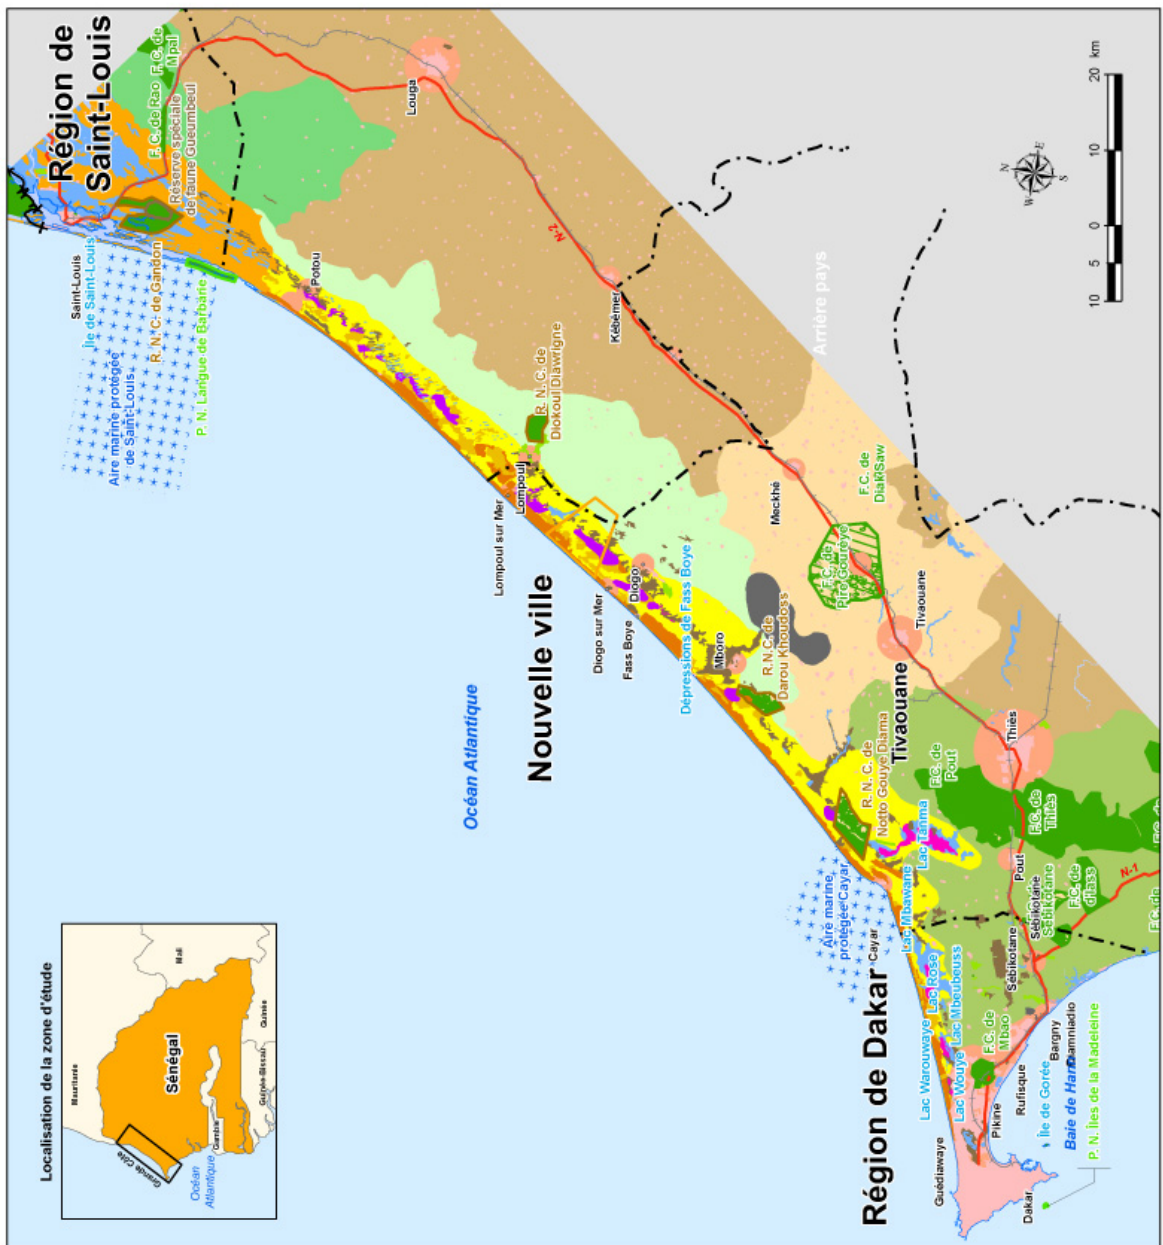 Région de
Saint-Louis
F. C. de Rao
F. C. de
Mpal
Réserve spéciale
de faune Gueumbeul
Saint-Louis
Île de Saint-Louis
R. N. C. de Gandon
P. N. Langue de Barbarie
Aire marine protégée
de Saint-Louis
Louga
Potou
N-2
Kébémer
Arrière pays
R. N. C. de
Diokoul Diawrigne
Lompoul
Lompoul sur Mer
Nouvelle ville
Diogo sur Mer
Fass Boye
Diogo
Dépressions de Fass Boye
Mboro
R.N.C. de
Darou Khoudoss
Meckhé
F.C. de
Diak Saw
F. C. de
Pire Gouréye
Tivaouane
Tivaouane
R. N. C. de
Notto Gouye Diama
F.C. de
Pout
Thiès
F.C. de
Thiès
Océan Atlantique
Lac Tanma
Aire marine
protégée Cayar
Cayar
Lac Mbawane
Pout
Sébikotane
Sébikotane
Sébikotane
F.C. de
diass
N-1
F.C. de
Région de Dakar
Lac Rose
Lac Mbeubeuss
Lac Warouwaye
Lac Wouye
F.C. de
Mbao
Guédiawaye
Pikine
Rufisque
Bargny
Diamniadio
Île de Gorée
Baie de Hann
P. N. Îles de la Madeleine
Dakar
N
E
S
W
10
5
0
10
20
km
Localisation de la zone d'étude
Mauritanie
Mali
Sénégal
Grande Côte
Océan
Atlantique
Gambie
Guinée-Bissau
Guinée